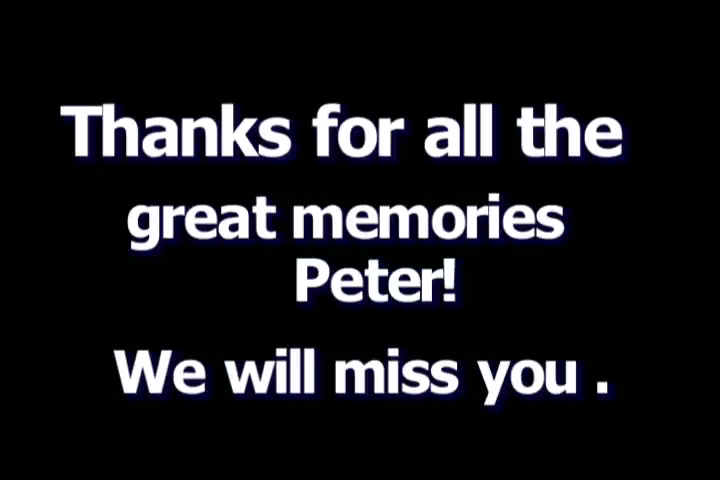 Thanks for all the
great memories
Peter!
We will miss you .